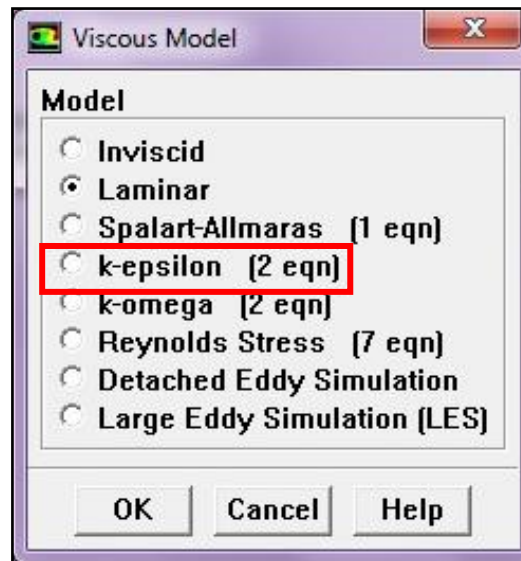 Viscous Model
Model
Inviscid
Laminar
Spalart-Allmaras (1 eqn)
k-epsilon (2 eqn)
k-omega (2 eqn)
Reynolds Stress (7 eqn)
Detached Eddy Simulation
Large Eddy Simulation (LES)
OK Cancel Help